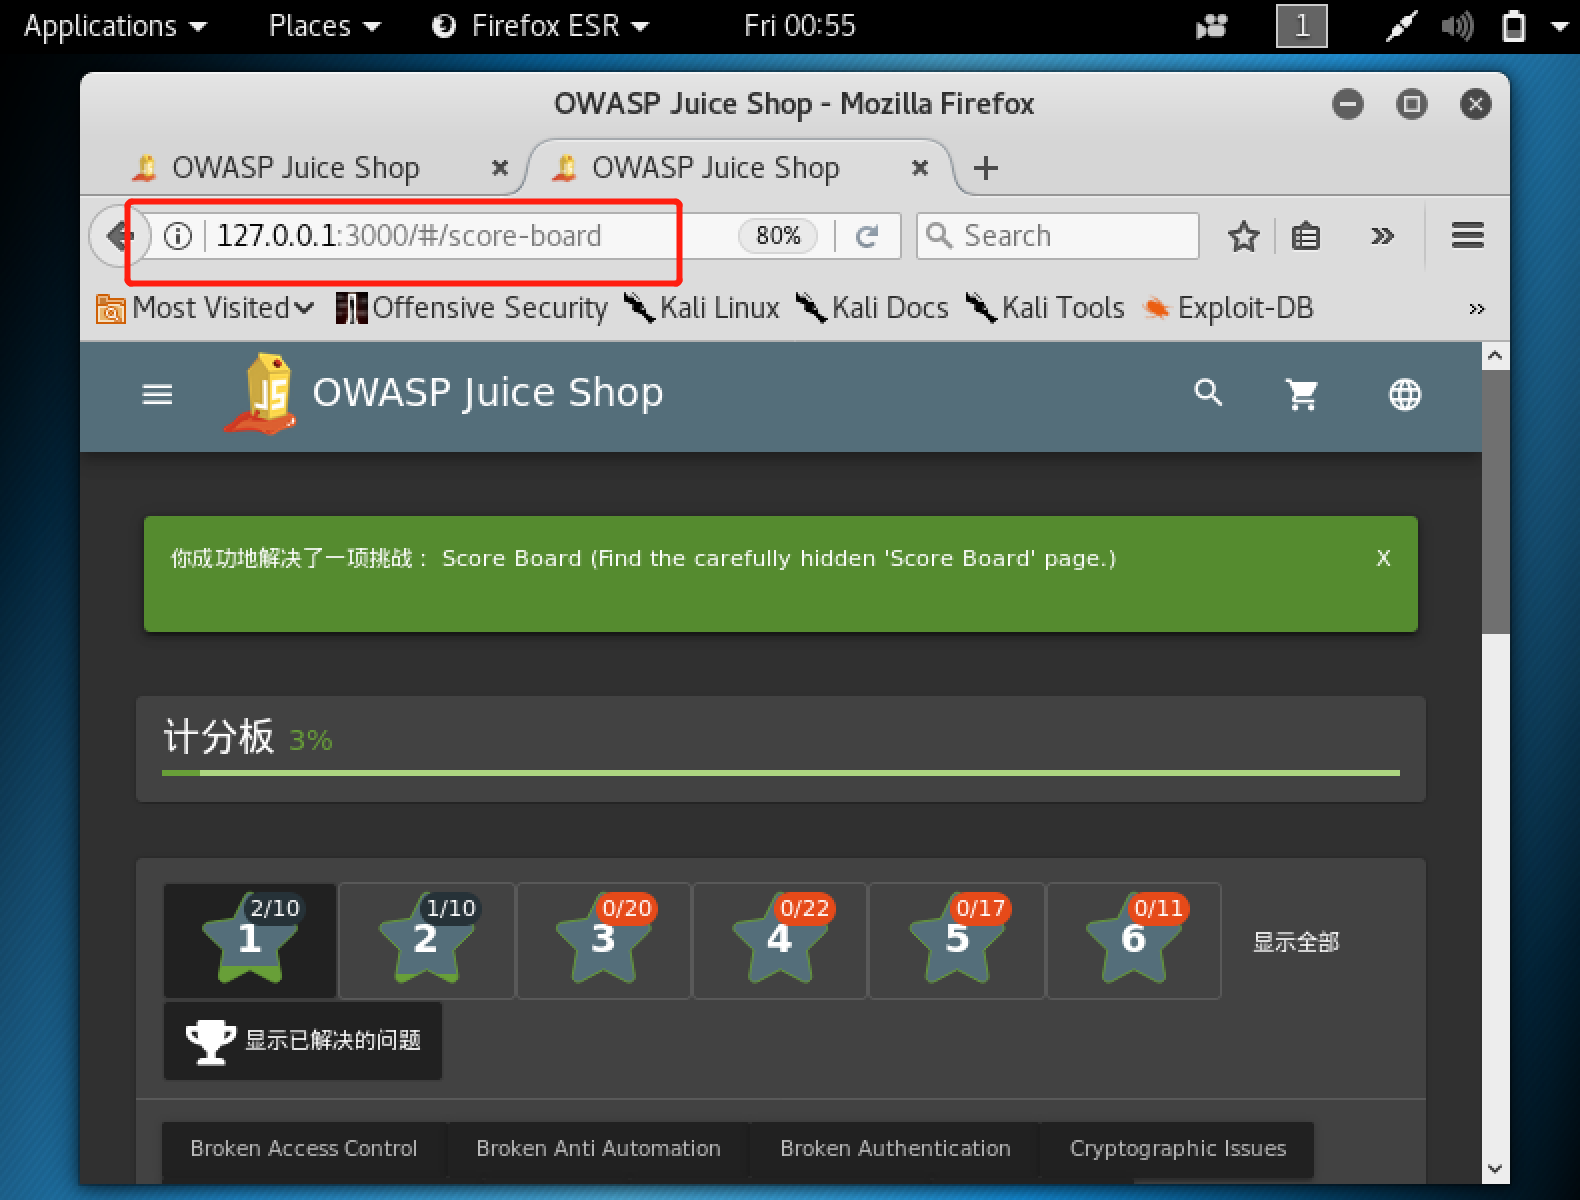 Applications Places Firefox ESR Fri 00:55 1
OWASP Juice Shop - Mozilla Firefox
OWASP Juice Shop OWASP Juice Shop
127.0.0.1:3000/#/score-board 80% Search
Most Visited Offensive Security Kali Linux Kali Docs Kali Tools Exploit-DB
JS OWASP Juice Shop
你成功地解决了一项挑战： Score Board (Find the carefully hidden 'Score Board' page.) X
计分板 3%
2/10 1/10 0/20 0/22 0/17 0/11
1 2 3 4 5 6 显示全部
显示已解决的问题
Broken Access Control Broken Anti Automation Broken Authentication Cryptographic Issues